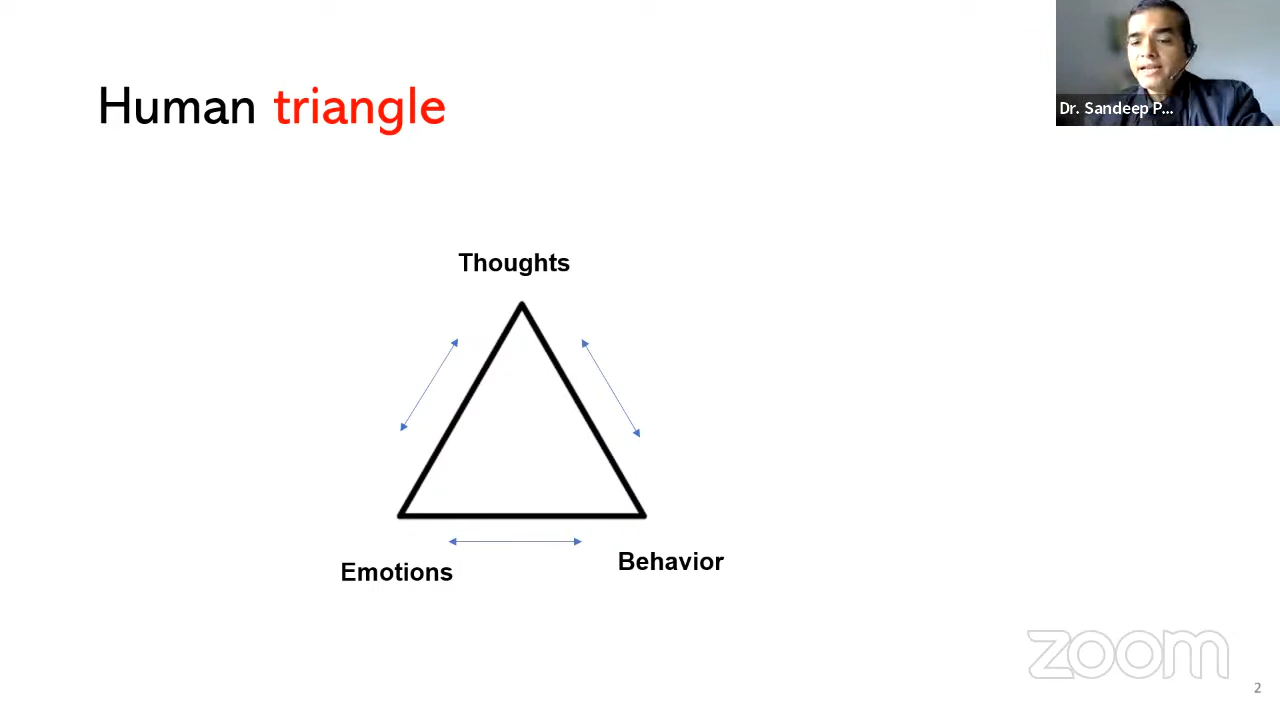 Human triangle
Dr. Sandeep P...
Thoughts
Emotions
Behavior
zoom
2